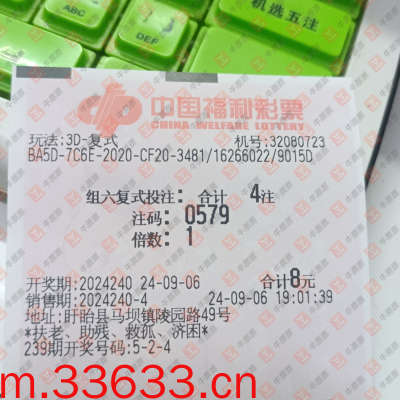 ABC
DEF
机选五注
中国福利彩票
CHINA WELFARE LOTTERY
玩法:3D-复式 机号:32080723
BA5D-7C6E-2020-CF20-3481/16266022/9015D
组六复式投注: 合计 4注
注码: 0579
倍数: 1
开奖期:2024240 24-09-06 合计8元
销售期:2024240-4 24-09-06 19:01:39
地址:盱眙县马坝镇陵园路49号
*扶老、助残、救孤、济困*
239期开奖号码:5-2-4
m.33633.cn